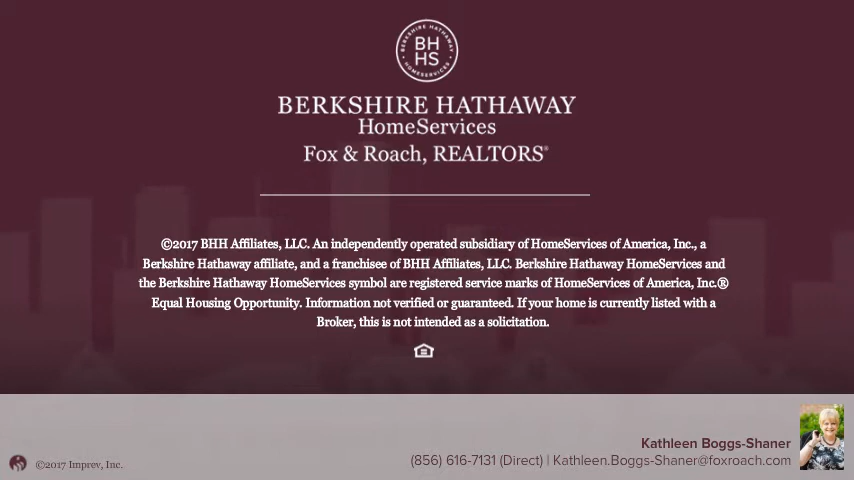 BERKSHIRE HATHAWAY
HOMESERVICES
BH
HS
BERKSHIRE HATHAWAY
HomeServices
Fox & Roach, REALTORS®
©2017 BHH Affiliates, LLC. An independently operated subsidiary of HomeServices of America, Inc., a
Berkshire Hathaway affiliate, and a franchisee of BHH Affiliates, LLC. Berkshire Hathaway HomeServices and
the Berkshire Hathaway HomeServices symbol are registered service marks of HomeServices of America, Inc.®
Equal Housing Opportunity. Information not verified or guaranteed. If your home is currently listed with a
Broker, this is not intended as a solicitation.
Kathleen Boggs-Shaner
(856) 616-7131 (Direct) | Kathleen.Boggs-Shaner@foxroach.com
©2017 Imprev, Inc.